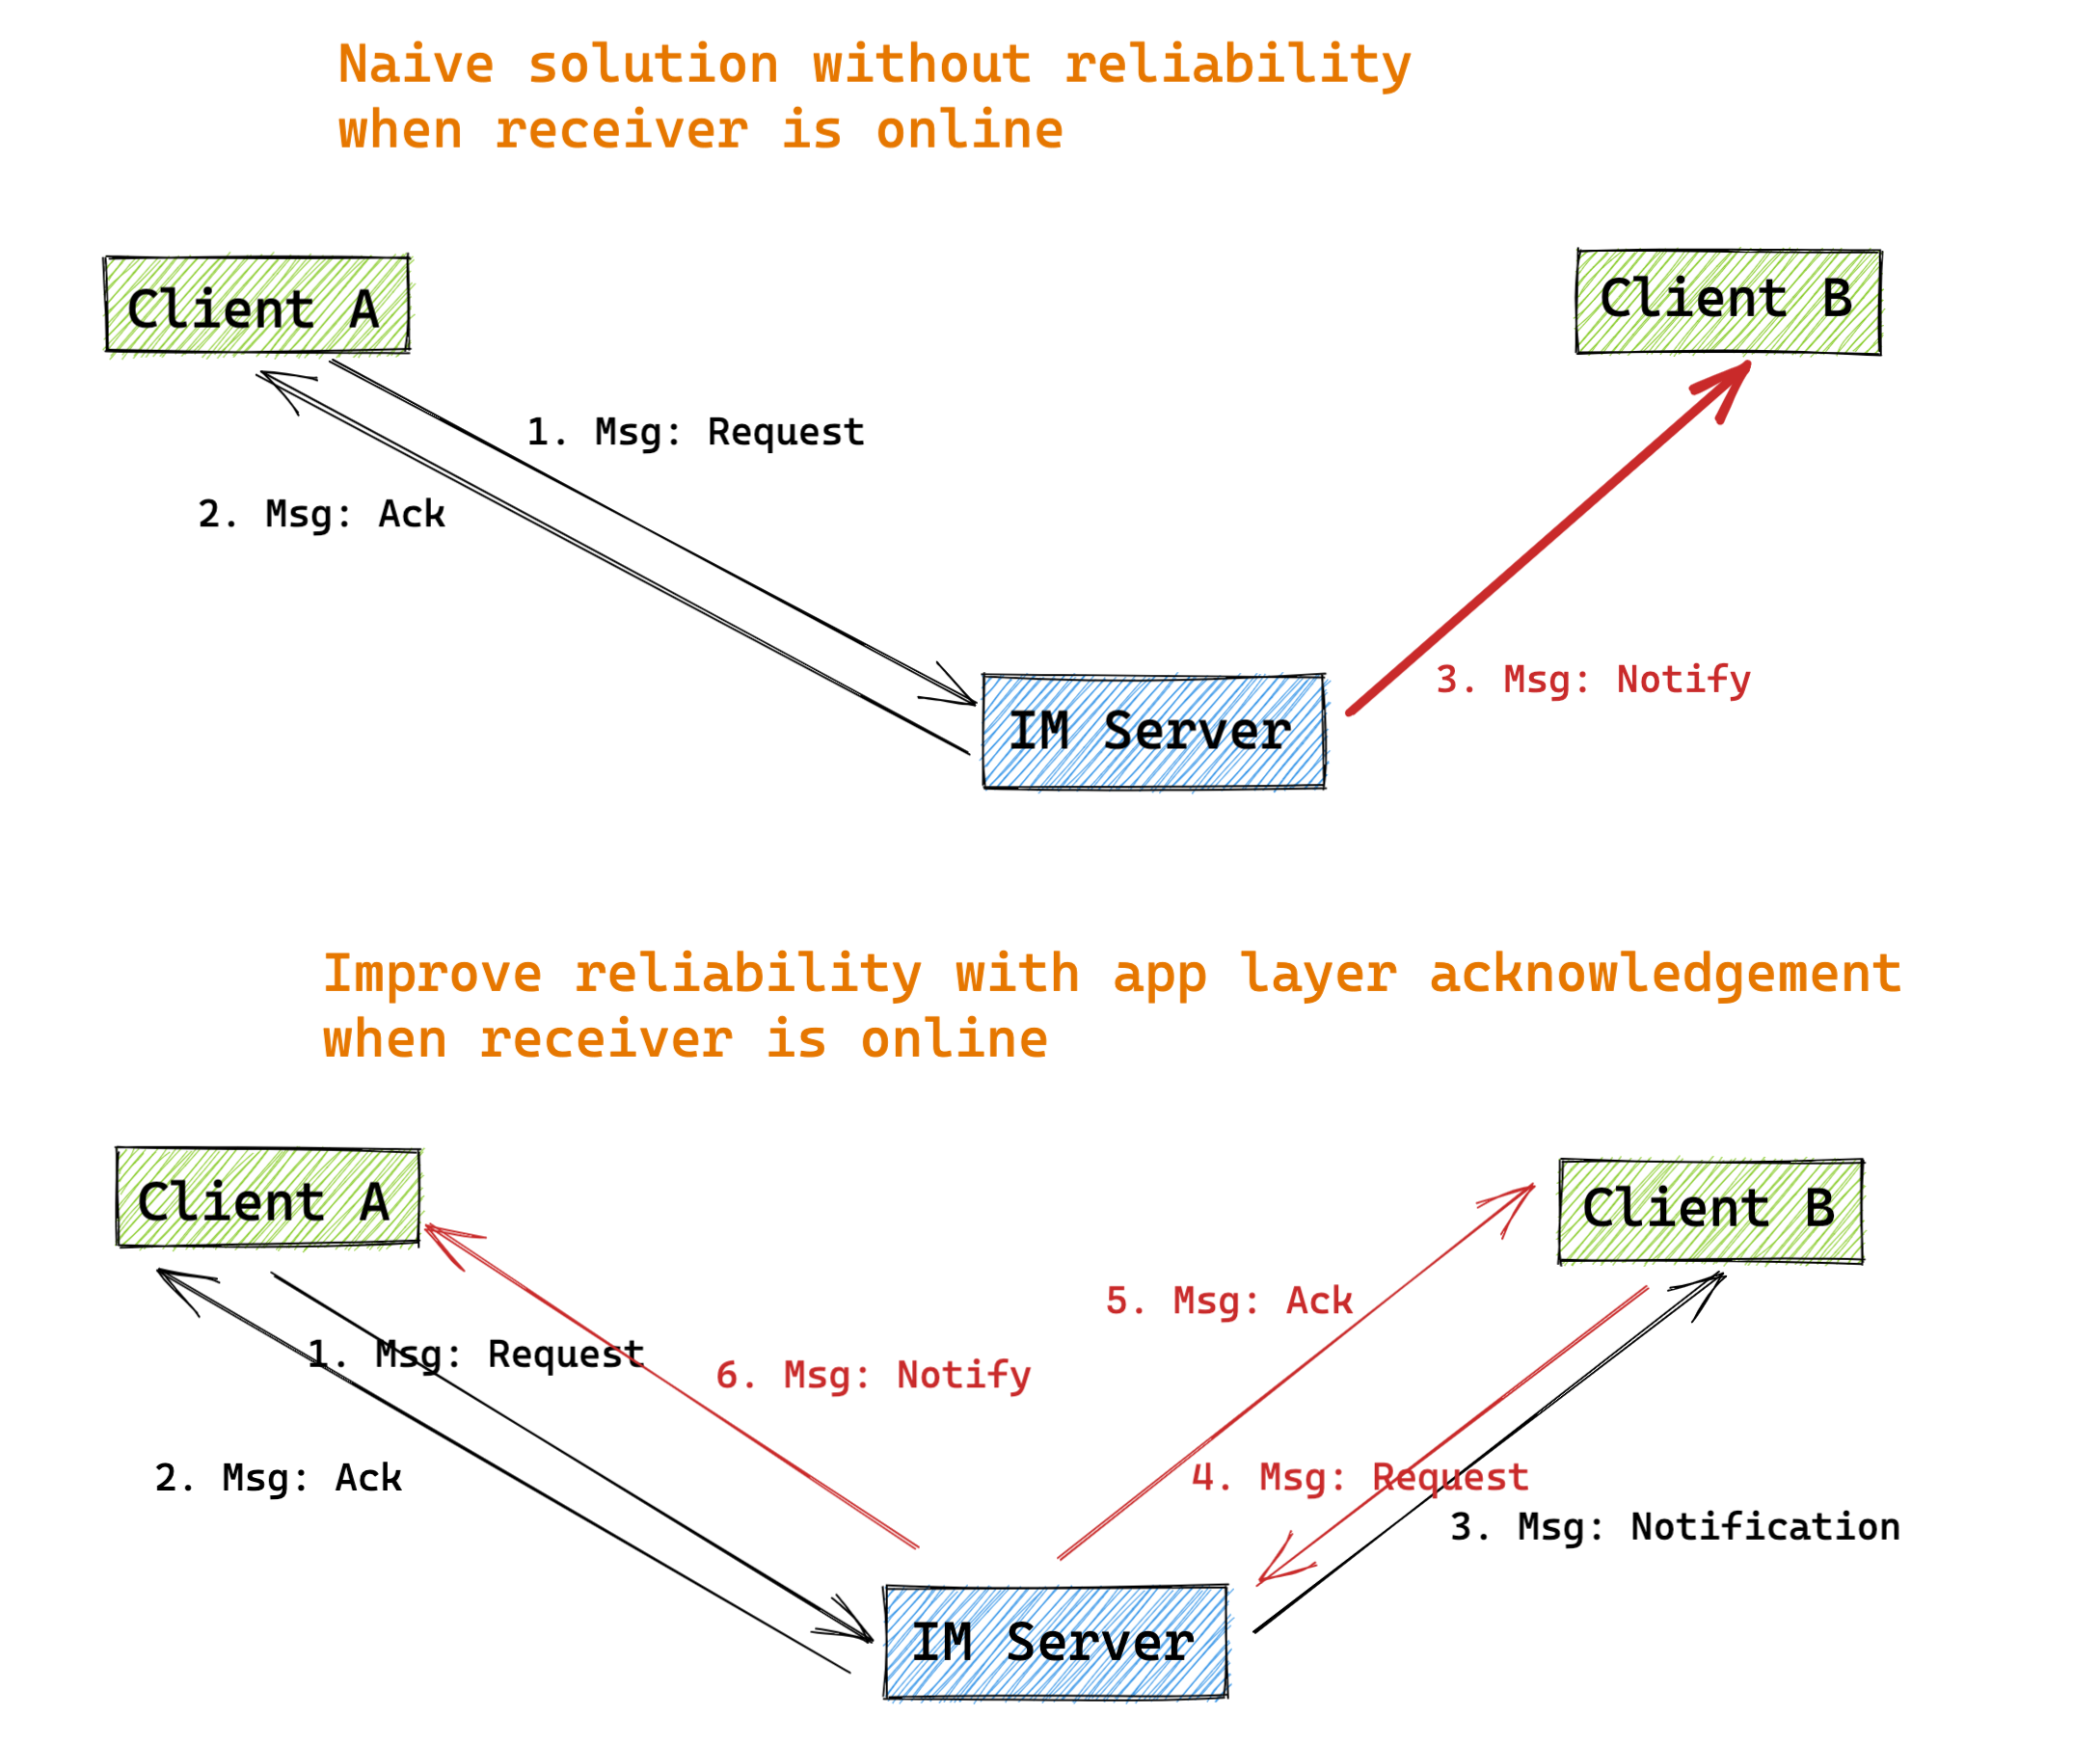 Naive solution without reliability
when receiver is online
Client A
Client B
1. Msg: Request
2. Msg: Ack
3. Msg: Notify
IM Server
Improve reliability with app layer acknowledgement
when receiver is online
Client A
Client B
5. Msg: Ack
1. Msg: Request
6. Msg: Notify
2. Msg: Ack
4. Msg: Request
3. Msg: Notification
IM Server